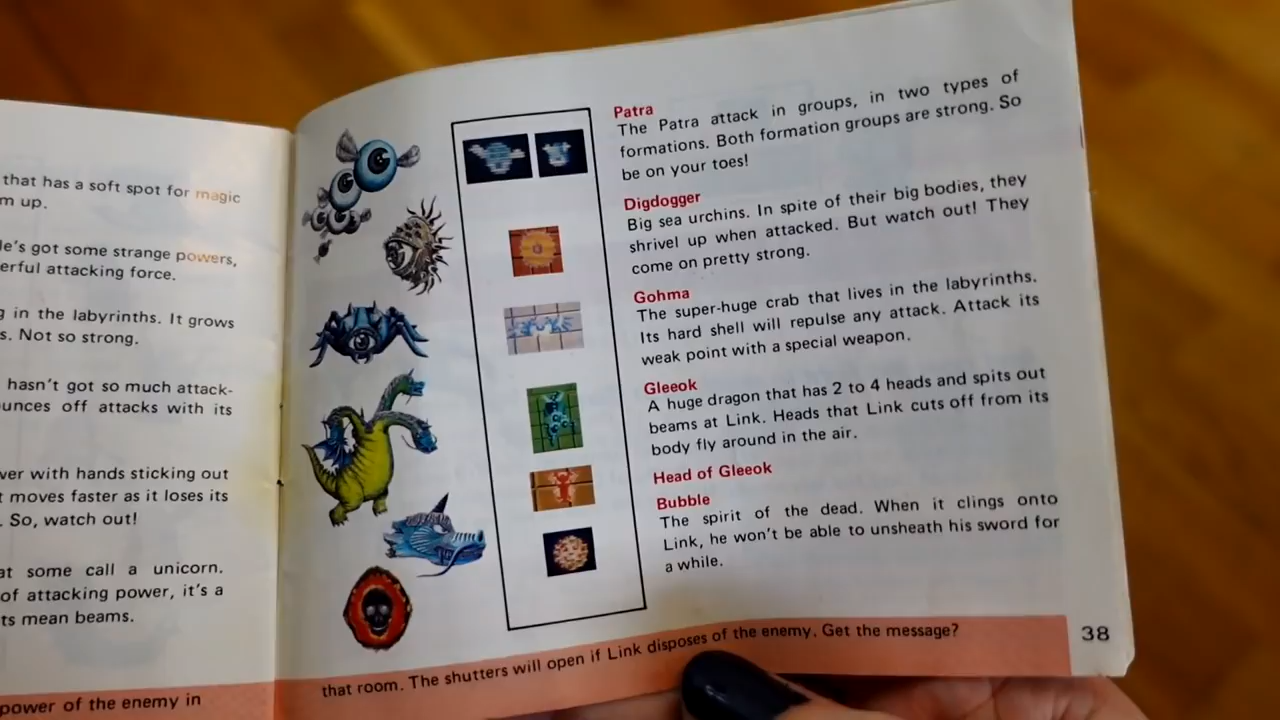 that has a soft spot for magic
m up.
le's got some strange powers,
erful attacking force.
g in the labyrinths. It grows
s. Not so strong.
hasn't got so much attack-
unces off attacks with its
ver with hands sticking out
t moves faster as it loses its
. So, watch out!
at some call a unicorn.
of attacking power, it's a
ts mean beams.
power of the enemy in
Patra
The Patra attack in groups, in two types of
formations. Both formation groups are strong. So
be on your toes!
Digdogger
Big sea urchins. In spite of their big bodies, they
shrivel up when attacked. But watch out! They
come on pretty strong.
Gohma
The super-huge crab that lives in the labyrinths.
Its hard shell will repulse any attack. Attack its
weak point with a special weapon.
Gleeok
A huge dragon that has 2 to 4 heads and spits out
beams at Link. Heads that Link cuts off from its
body fly around in the air.
Head of Gleeok
Bubble
The spirit of the dead. When it clings onto
Link, he won't be able to unsheath his sword for
a while.
that room. The shutters will open if Link disposes of the enemy. Get the message?
38